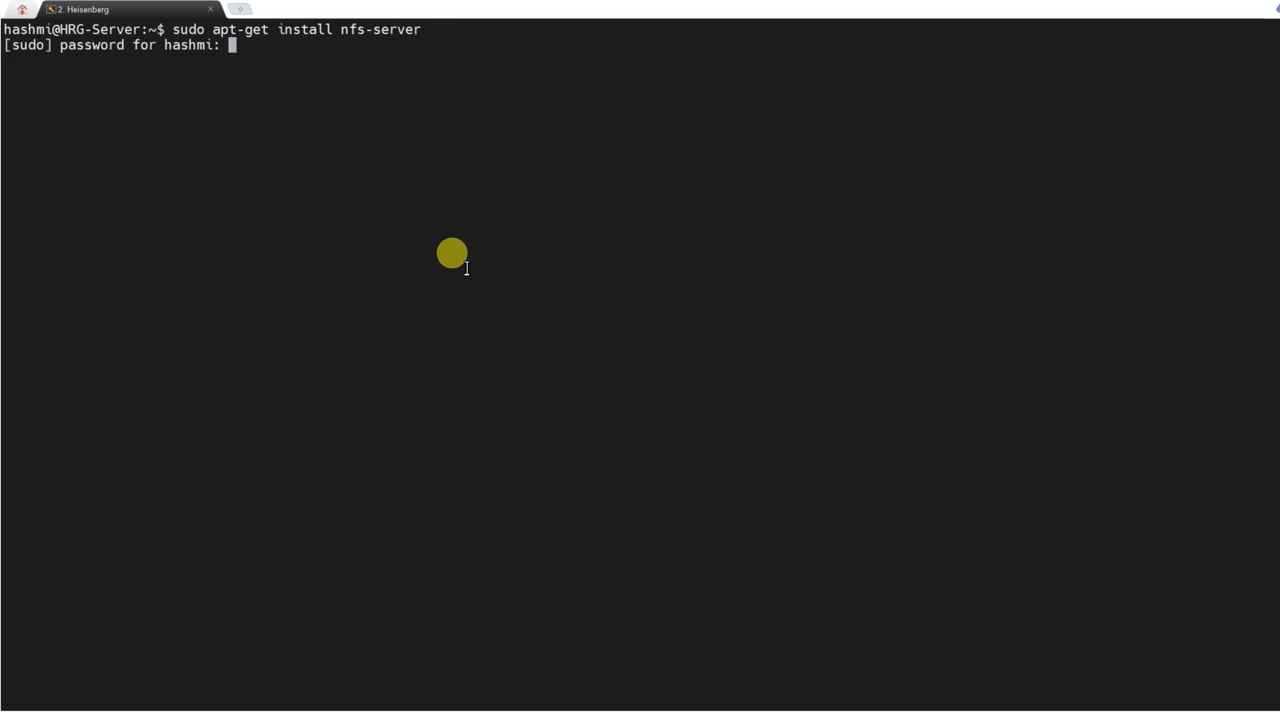 2. Heisenberg
hashmi@HRG-Server:~$ sudo apt-get install nfs-server
[sudo] password for hashmi: